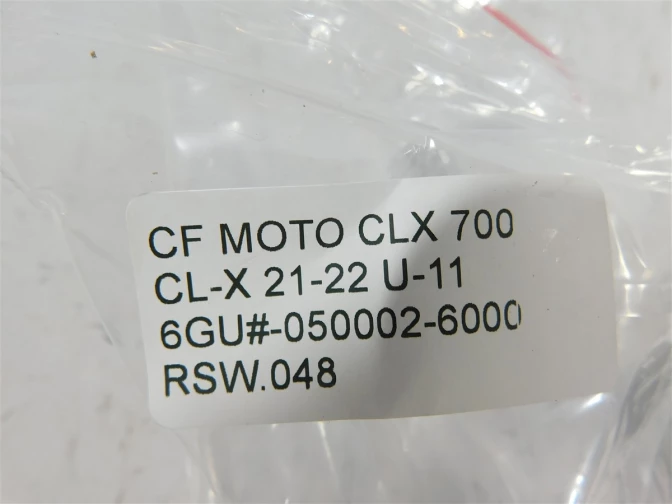 CF MOTO CLX 700
CL-X 21-22 U-11
6GU#-050002-6000
RSW.048